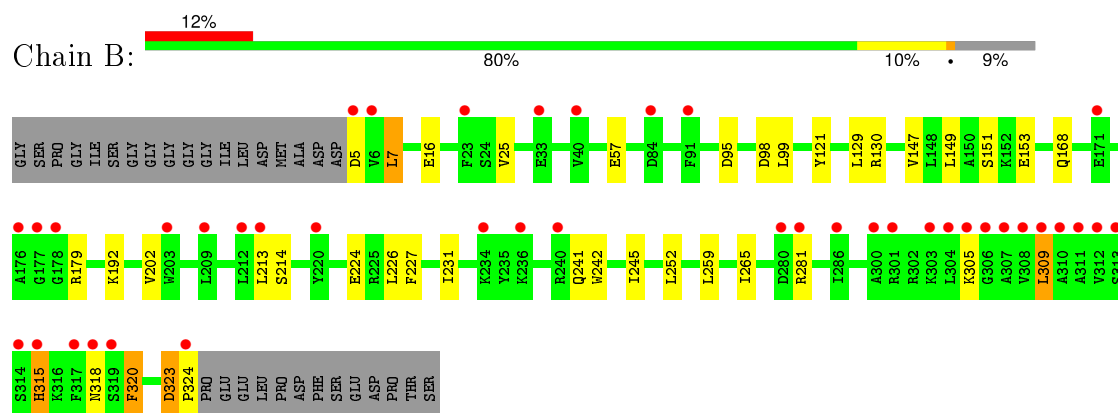 12%
Chain B:
80% 10% • 9%
GLY SER PRO GLY ILE SER GLY GLY GLY GLY GLY ILE LEU ASP MET ALA ASP ASP D5 V6 L7 E16 F23 S24 V25 E33 V40 E57 D84 F91 D95 D98 L99 Y121 L129 R130 V147 L148 L149 A150 S151 K152 E153 Q168 E171
A176 G177 G178 R179 K192 V202 W203 L209 L212 L213 S214 Y220 E224 R225 L226 F227 I231 K234 Y235 K236 R240 Q241 W242 I245 L252 L259 I265 D280 R281 I286 A300 R301 R302 K303 L304 K305 G306 A307 V308 L309 A310 A311 V312 S313
S314 H315 K316 F317 N318 S319 F320 D323 P324 PRO GLU GLU LEU PRO ASP PHE SER GLU ASP PRO THR SER